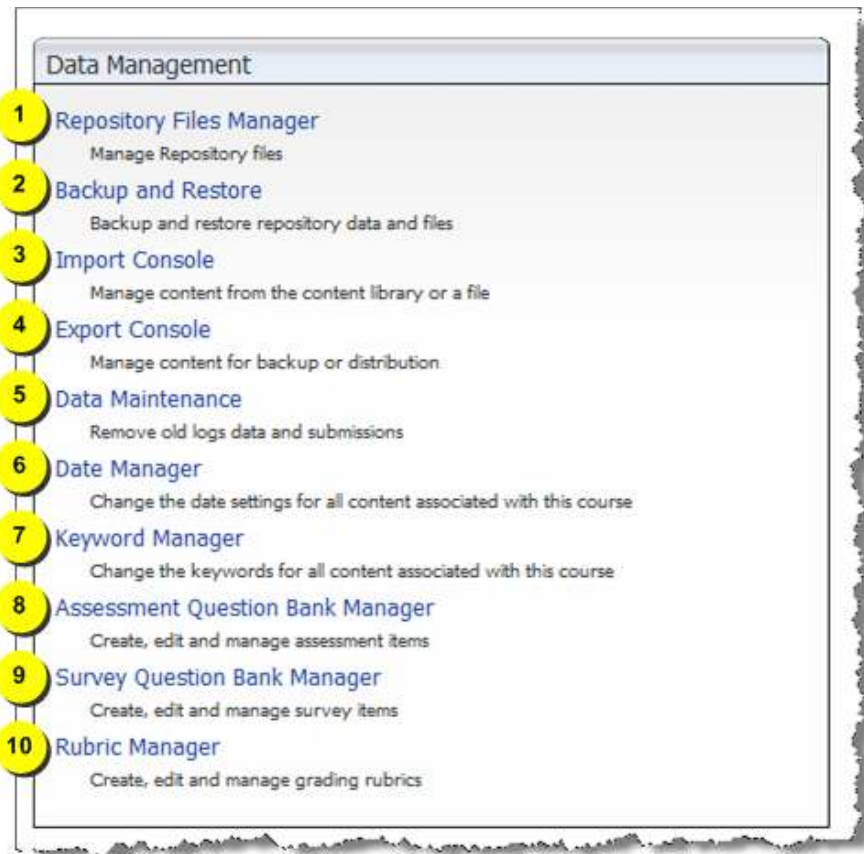 Data Management
1 Repository Files Manager
Manage Repository files
2 Backup and Restore
Backup and restore repository data and files
3 Import Console
Manage content from the content library or a file
4 Export Console
Manage content for backup or distribution
5 Data Maintenance
Remove old logs data and submissions
6 Date Manager
Change the date settings for all content associated with this course
7 Keyword Manager
Change the keywords for all content associated with this course
8 Assessment Question Bank Manager
Create, edit and manage assessment items
9 Survey Question Bank Manager
Create, edit and manage survey items
10 Rubric Manager
Create, edit and manage grading rubrics